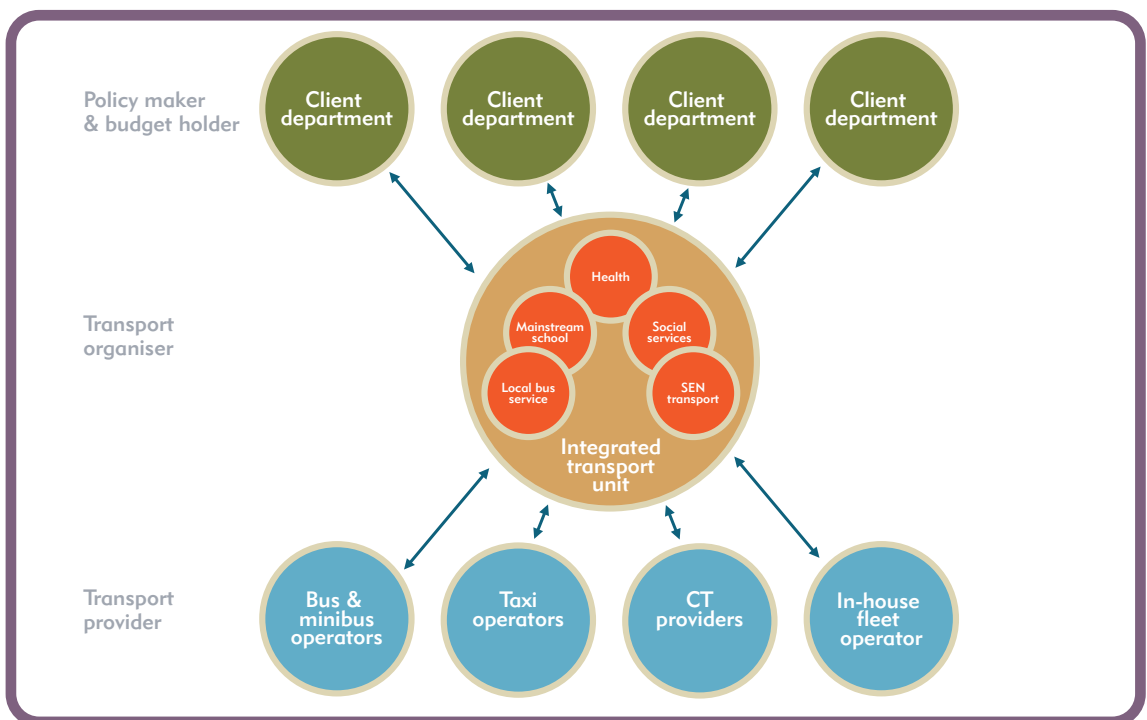 Policy maker
& budget holder
Client
department
Client
department
Client
department
Client
department
Transport
organiser
Health
Mainstream
school
Social
services
Local bus
service
SEN
transport
Integrated
transport
unit
Transport
provider
Bus &
minibus
operators
Taxi
operators
CT
providers
In-house
fleet
operator